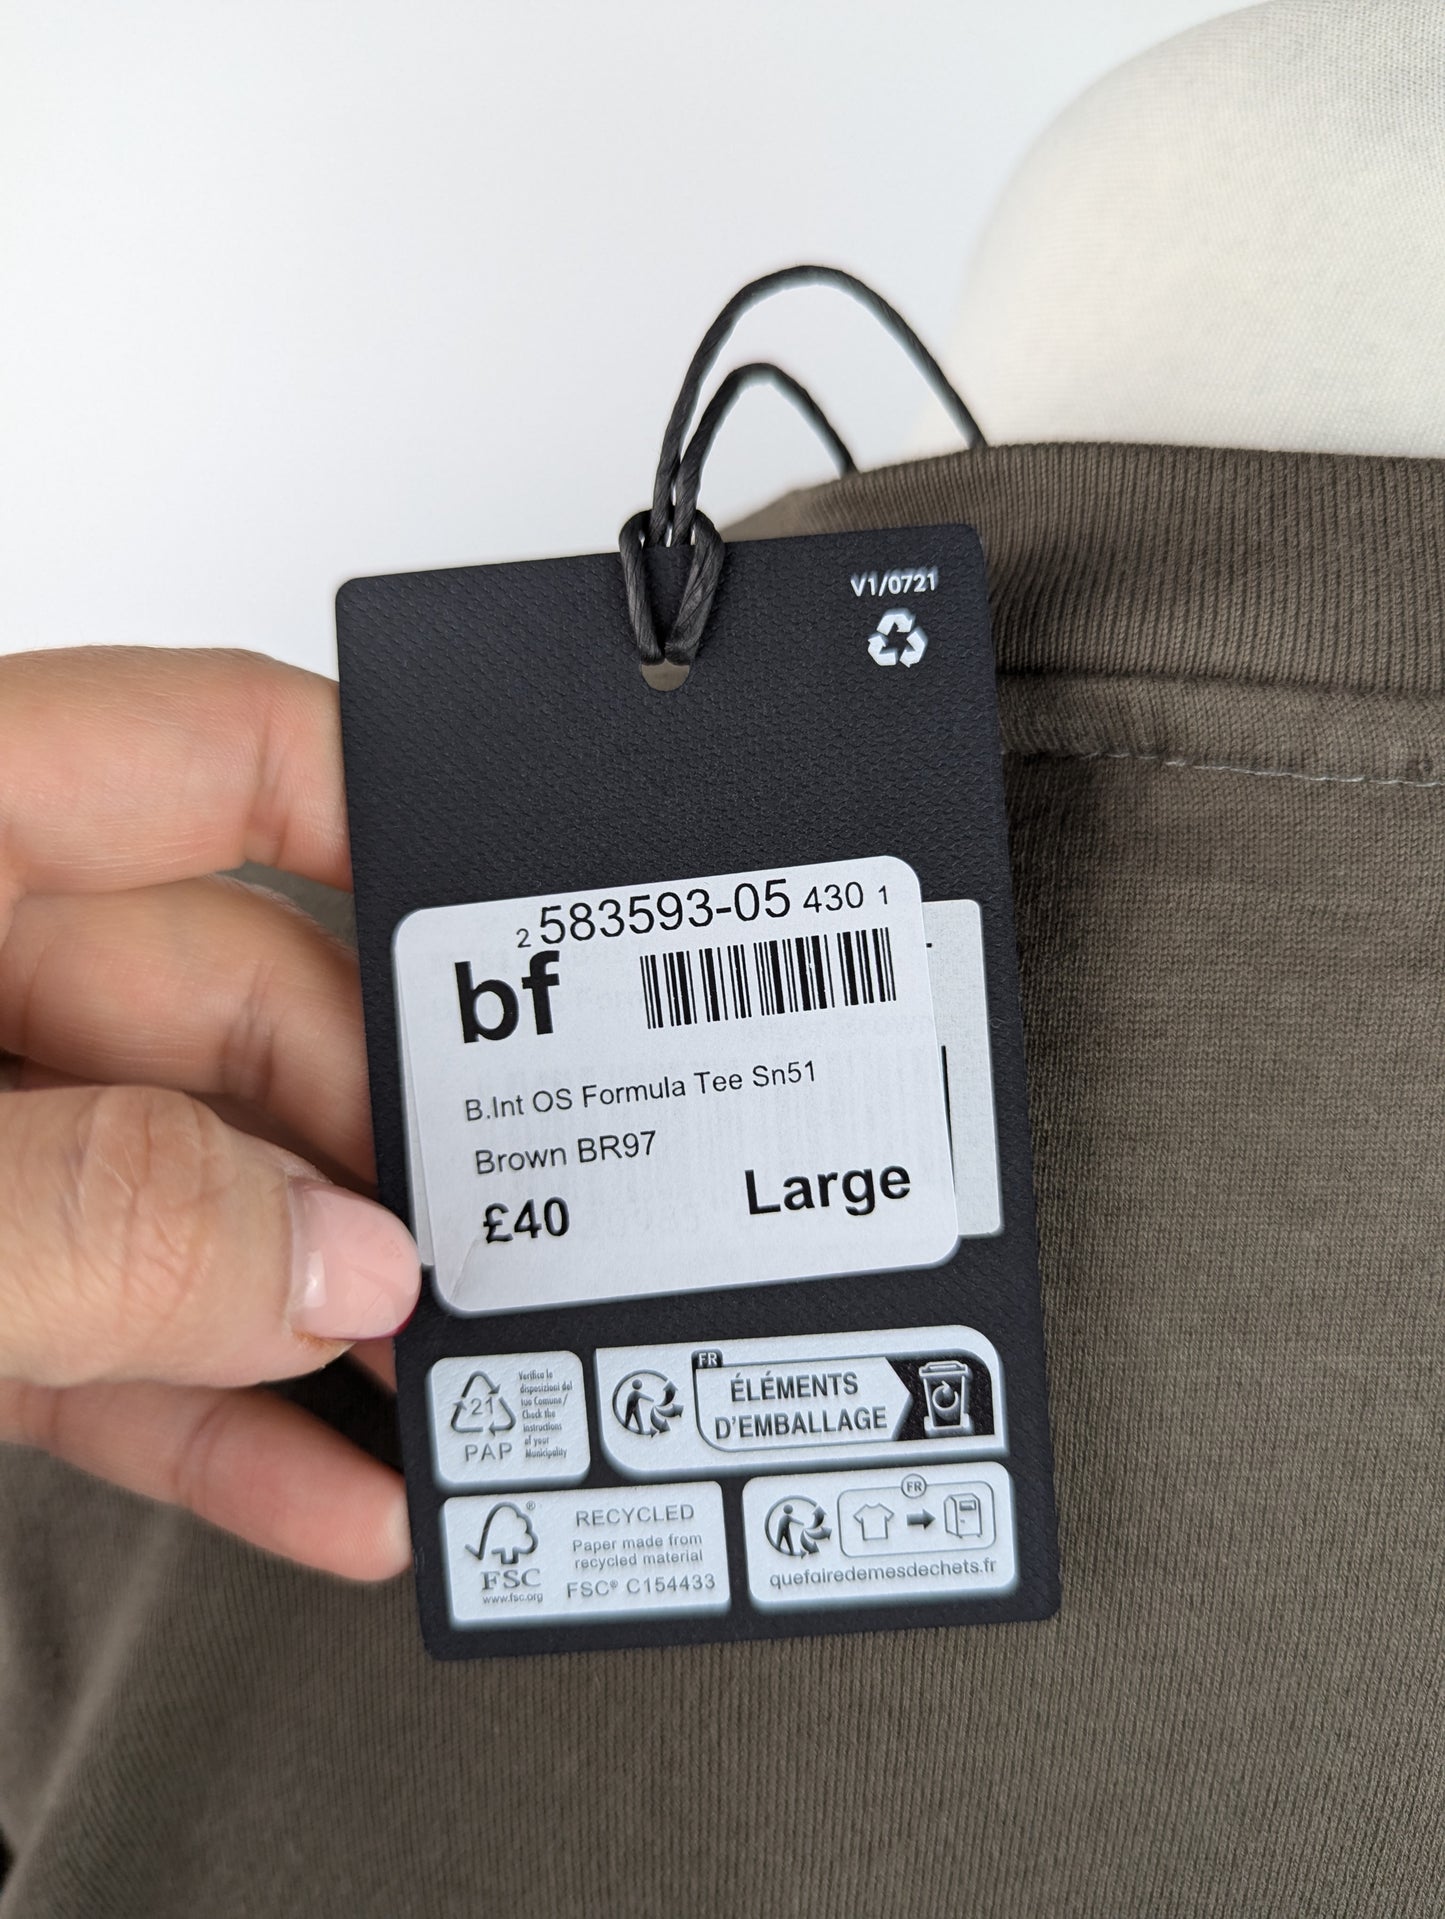 V1/0721
2 583593-05 430 1
bf
B.Int OS Formula Tee Sn51
Brown BR97
£40
Large
21
PAP
Verifica le
disposizioni del
tuo Comune/
Check the
instructions
of your
Municipality
FR
ÉLÉMENTS
D'EMBALLAGE
®
FSC
www.fsc.org
RECYCLED
Paper made from
recycled material
FSC® C154433
FR
quefairedemesdechets.fr